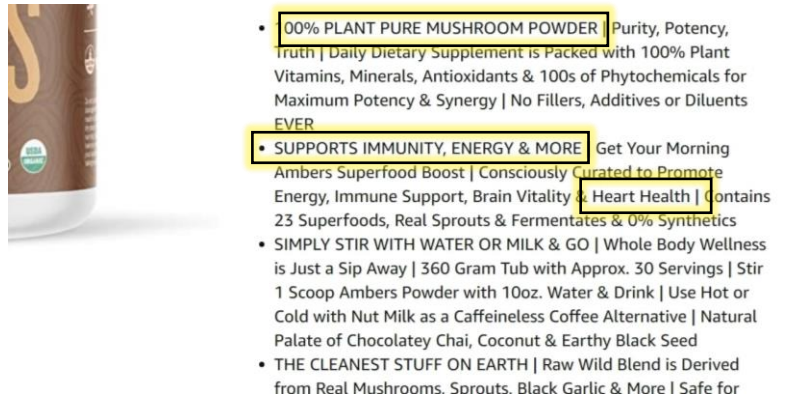 S
USDA
ORGANIC
• 100% PLANT PURE MUSHROOM POWDER | Purity, Potency,
Truth | Daily Dietary Supplement is Packed with 100% Plant
Vitamins, Minerals, Antioxidants & 100s of Phytochemicals for
Maximum Potency & Synergy | No Fillers, Additives or Diluents
EVER
• SUPPORTS IMMUNITY, ENERGY & MORE | Get Your Morning
Ambers Superfood Boost | Consciously Curated to Promote
Energy, Immune Support, Brain Vitality & Heart Health | Contains
23 Superfoods, Real Sprouts & Fermentates & 0% Synthetics
• SIMPLY STIR WITH WATER OR MILK & GO | Whole Body Wellness
is Just a Sip Away | 360 Gram Tub with Approx. 30 Servings | Stir
1 Scoop Ambers Powder with 10oz. Water & Drink | Use Hot or
Cold with Nut Milk as a Caffeineless Coffee Alternative | Natural
Palate of Chocolatey Chai, Coconut & Earthy Black Seed
• THE CLEANEST STUFF ON EARTH | Raw Wild Blend is Derived
from Real Mushrooms, Sprouts, Black Garlic & More | Safe for